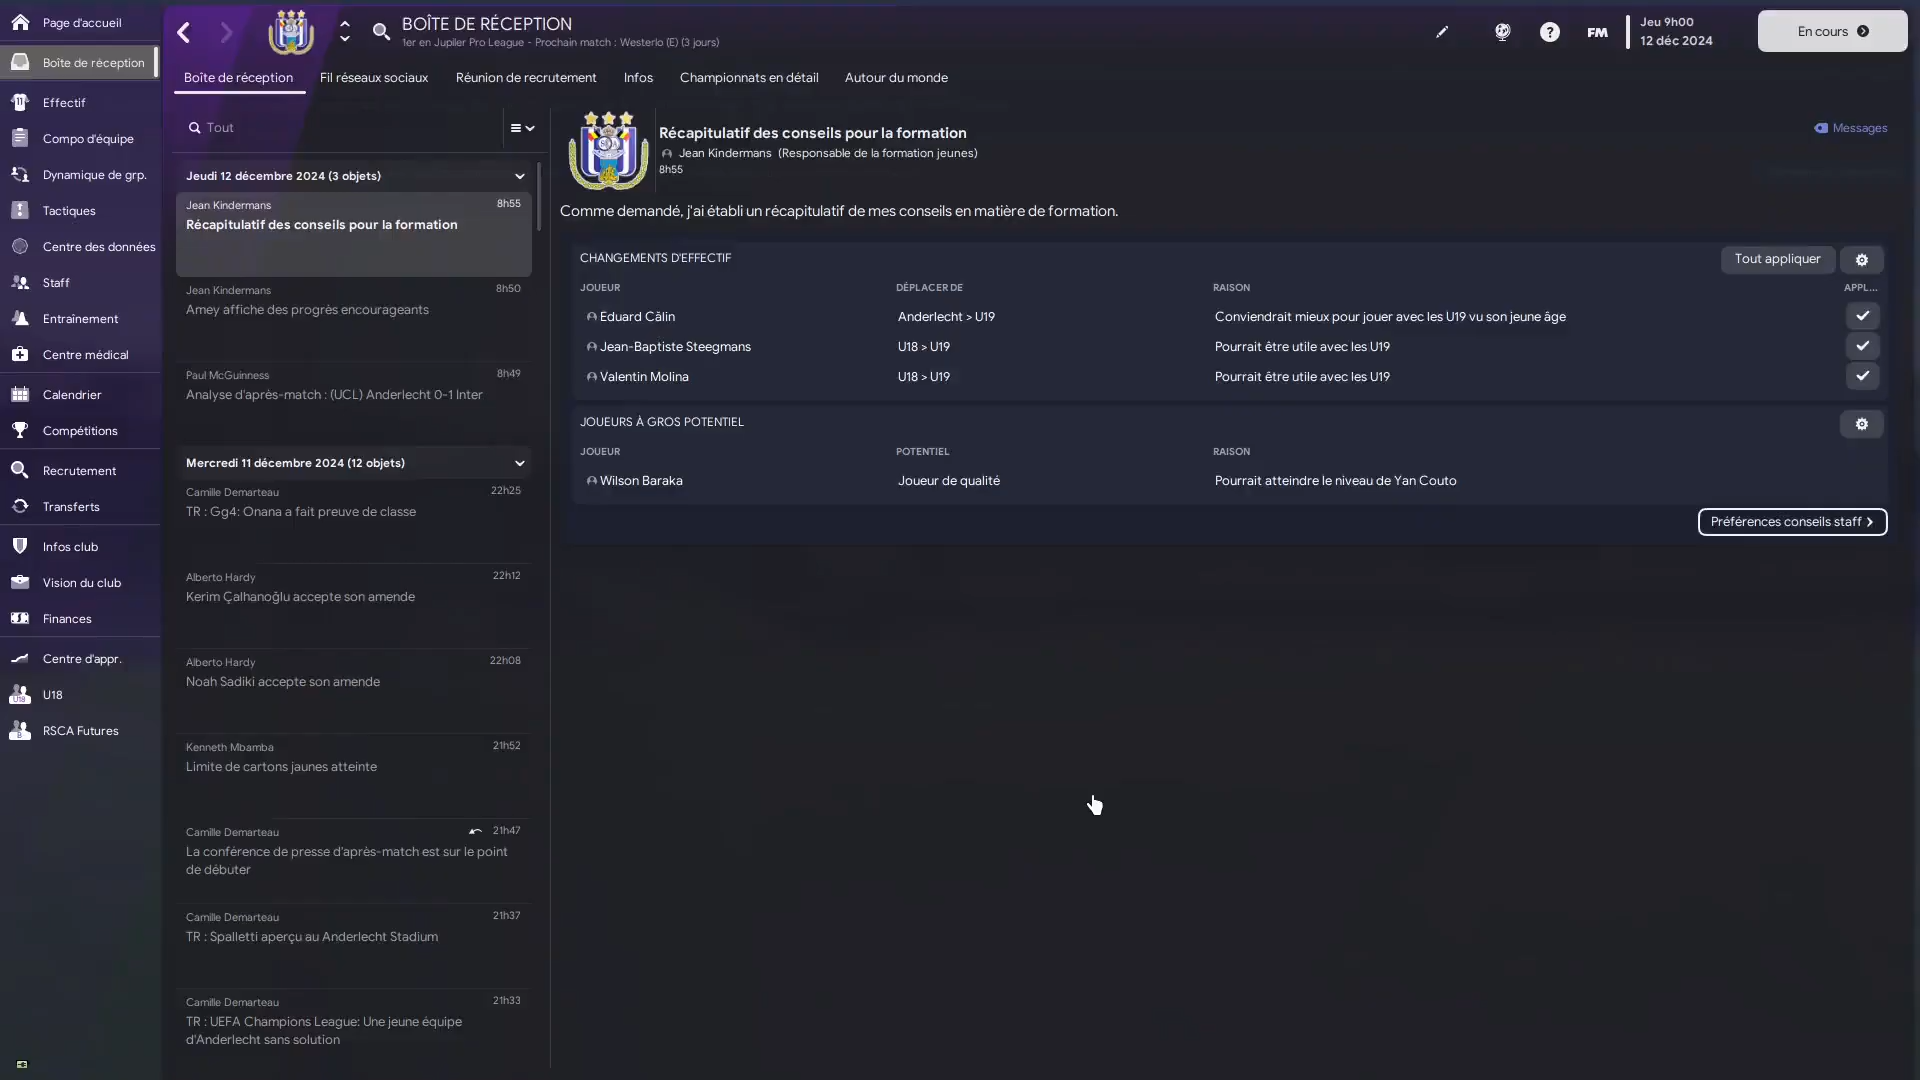 Page d'accueil
Boîte de réception
Effectif
Compo d'équipe
Dynamique de grp.
Tactiques
Centre des données
Staff
Entraînement
Centre médical
Calendrier
Compétitions
Recrutement
Transferts
Infos club
Vision du club
Finances
Centre d'appr.
U18
RSCA Futures
BOÎTE DE RÉCEPTION
1er en Jupiler Pro League - Prochain match : Westerlo (E) (3 jours)
FM
Jeu 9h00
12 déc 2024
En cours
Boîte de réception
Fil réseaux sociaux
Réunion de recrutement
Infos
Championnats en détail
Autour du monde
Tout
Jeudi 12 décembre 2024 (3 objets)
Jean Kindermans 8h55
Récapitulatif des conseils pour la formation
Jean Kindermans 8h50
Amey affiche des progrès encourageants
Paul McGuinness 8h49
Analyse d'après-match : (UCL) Anderlecht 0-1 Inter
Mercredi 11 décembre 2024 (12 objets)
Camille Demarteau 22h25
TR : Gg4: Onana a fait preuve de classe
Alberto Hardy 22h12
Kerim Çalhanoğlu accepte son amende
Alberto Hardy 22h08
Noah Sadiki accepte son amende
Kenneth Mbamba 21h52
Limite de cartons jaunes atteinte
Camille Demarteau 21h47
La conférence de presse d'après-match est sur le point
de débuter
Camille Demarteau 21h37
TR : Spalletti aperçu au Anderlecht Stadium
Camille Demarteau 21h33
TR : UEFA Champions League: Une jeune équipe
d'Anderlecht sans solution
Récapitulatif des conseils pour la formation
Jean Kindermans (Responsable de la formation jeunes)
8h55
Messages
Comme demandé, j'ai établi un récapitulatif de mes conseils en matière de formation.
CHANGEMENTS D'EFFECTIF
Tout appliquer
JOUEUR DÉPLACER DE RAISON APPL...
Eduard Călin Anderlecht > U19 Conviendrait mieux pour jouer avec les U19 vu son jeune âge
Jean-Baptiste Steegmans U18 > U19 Pourrait être utile avec les U19
Valentin Molina U18 > U19 Pourrait être utile avec les U19
JOUEURS À GROS POTENTIEL
JOUEUR POTENTIEL RAISON
Wilson Baraka Joueur de qualité Pourrait atteindre le niveau de Yan Couto
Préférences conseils staff